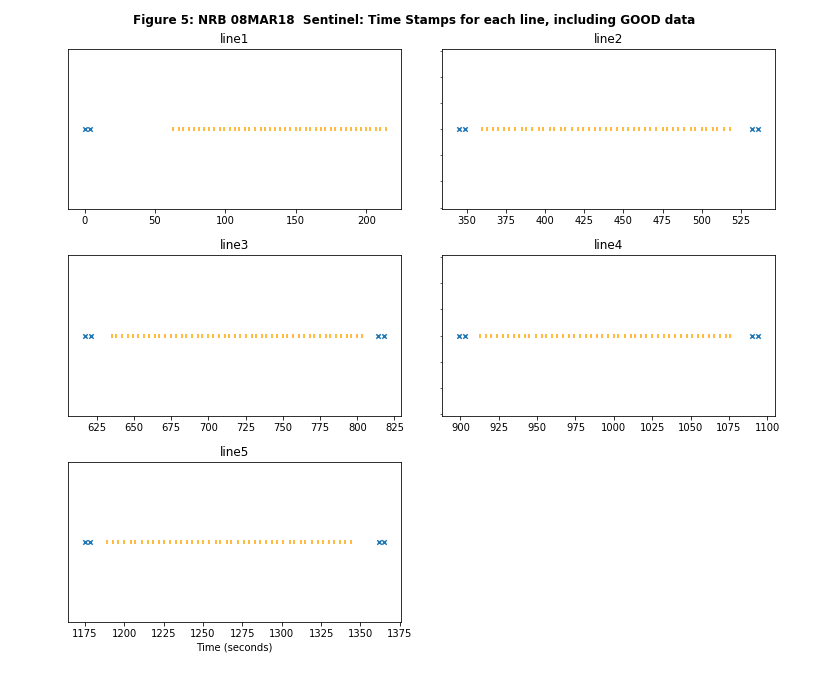 Figure 5: NRB 08MAR18  Sentinel: Time Stamps for each line, including GOOD data
line1
line2
0 50 100 150 200
350 375 400 425 450 475 500 525
line3
line4
625 650 675 700 725 750 775 800 825
900 925 950 975 1000 1025 1050 1075 1100
line5
1175 1200 1225 1250 1275 1300 1325 1350 1375
Time (seconds)